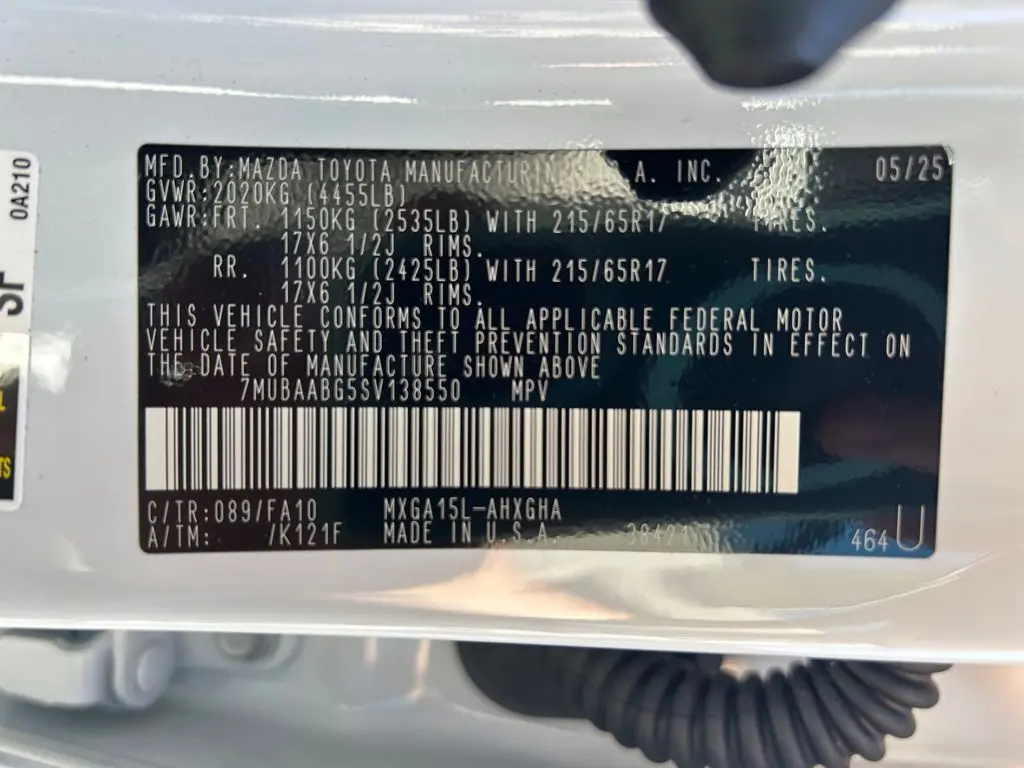 MFD.BY:MAZDA TOYOTA MANUFACTURIN A. INC. 05/25
GVWR:2020KG (4455LB)
GAWR:FRT. 1150KG (2535LB) WITH 215/65R17 TIRES.
17X6 1/2J RIMS.
RR. 1100KG (2425LB) WITH 215/65R17 TIRES.
17X6 1/2J RIMS.
THIS VEHICLE CONFORMS TO ALL APPLICABLE FEDERAL MOTOR
VEHICLE SAFETY AND THEFT PREVENTION STANDARDS IN EFFECT ON
THE DATE OF MANUFACTURE SHOWN ABOVE
7MUBAABG5SV138550 MPV
C/TR:089/FA10 MXGA15L-AHXGHA
A/TM: /K121F MADE IN U.S.A. 464 U
0A210